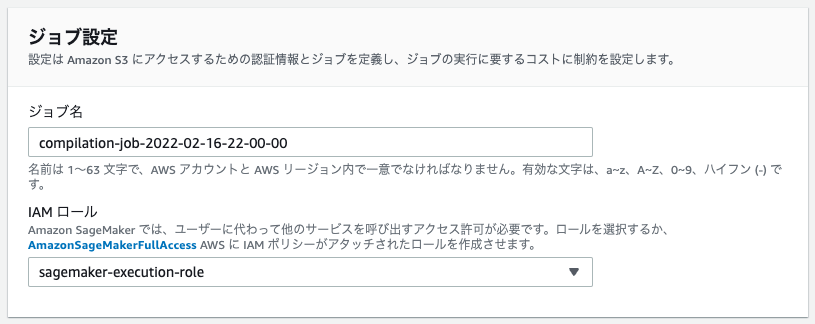 ジョブ設定
設定は Amazon S3 にアクセスするための認証情報とジョブを定義し、ジョブの実行に要するコストに制約を設定します。
ジョブ名
compilation-job-2022-02-16-22-00-00
名前は 1〜63 文字で、AWS アカウントと AWS リージョン内で一意でなければなりません。有効な文字は、a~z、A~Z、0~9、ハイフン (-) で
す。
IAM ロール
Amazon SageMaker では、ユーザーに代わって他のサービスを呼び出すアクセス許可が必要です。ロールを選択するか、
AmazonSageMakerFullAccess AWS に IAM ポリシーがアタッチされたロールを作成させます。
sagemaker-execution-role